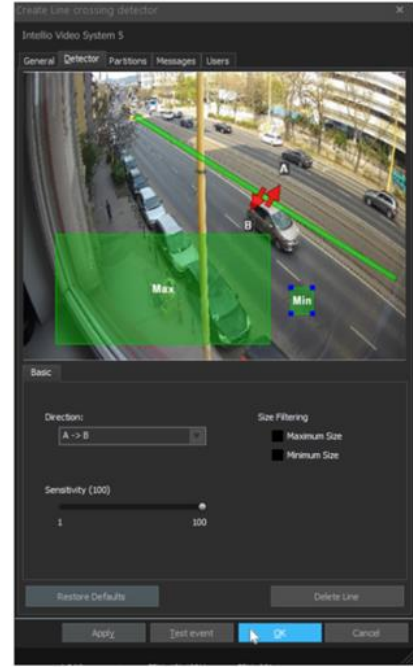 Create Line crossing detector
×
Intellio Video System 5
General Detector Partitions Messages Users
A
B
Max
Min
Basic
Direction:
Size Filtering
A -> B
Maximum Size
Minimum Size
Sensitivity (100)
1 100
Restore Defaults Delete Line
Apply Test event OK Cancel